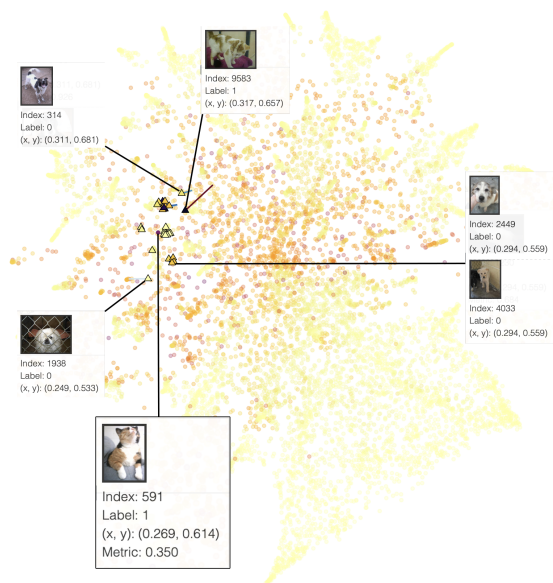 Index: 9583
Label: 1
(x, y): (0.317, 0.657)
Index: 314
Label: 0
(x, y): (0.311, 0.681)
Index: 2449
Label: 0
(x, y): (0.294, 0.559)
Index: 4033
Label: 0
(x, y): (0.294, 0.559)
Index: 1938
Label: 0
(x, y): (0.249, 0.533)
Index: 591
Label: 1
(x, y): (0.269, 0.614)
Metric: 0.350